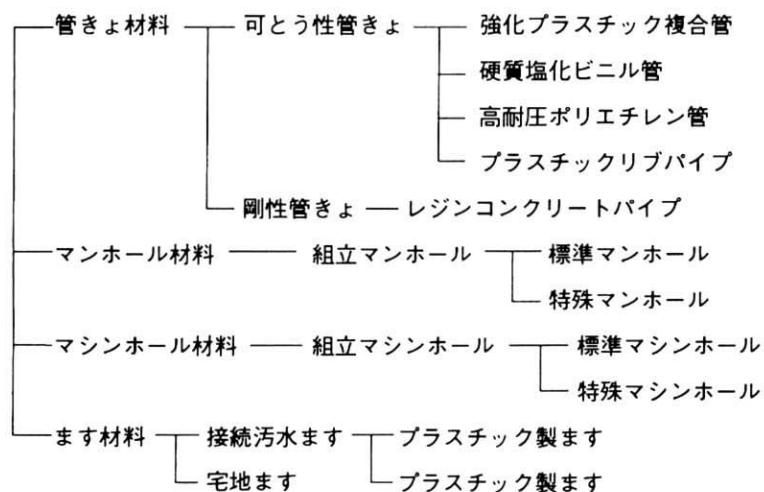 管きょ材料 可とう性管きょ 強化プラスチック複合管
硬質塩化ビニル管
高耐圧ポリエチレン管
プラスチックリブパイプ
剛性管きょ レジンコンクリートパイプ
マンホール材料 組立マンホール 標準マンホール
特殊マンホール
マシンホール材料 組立マシンホール 標準マシンホール
特殊マシンホール
ます材料 接続汚水ます プラスチック製ます
宅地ます プラスチック製ます